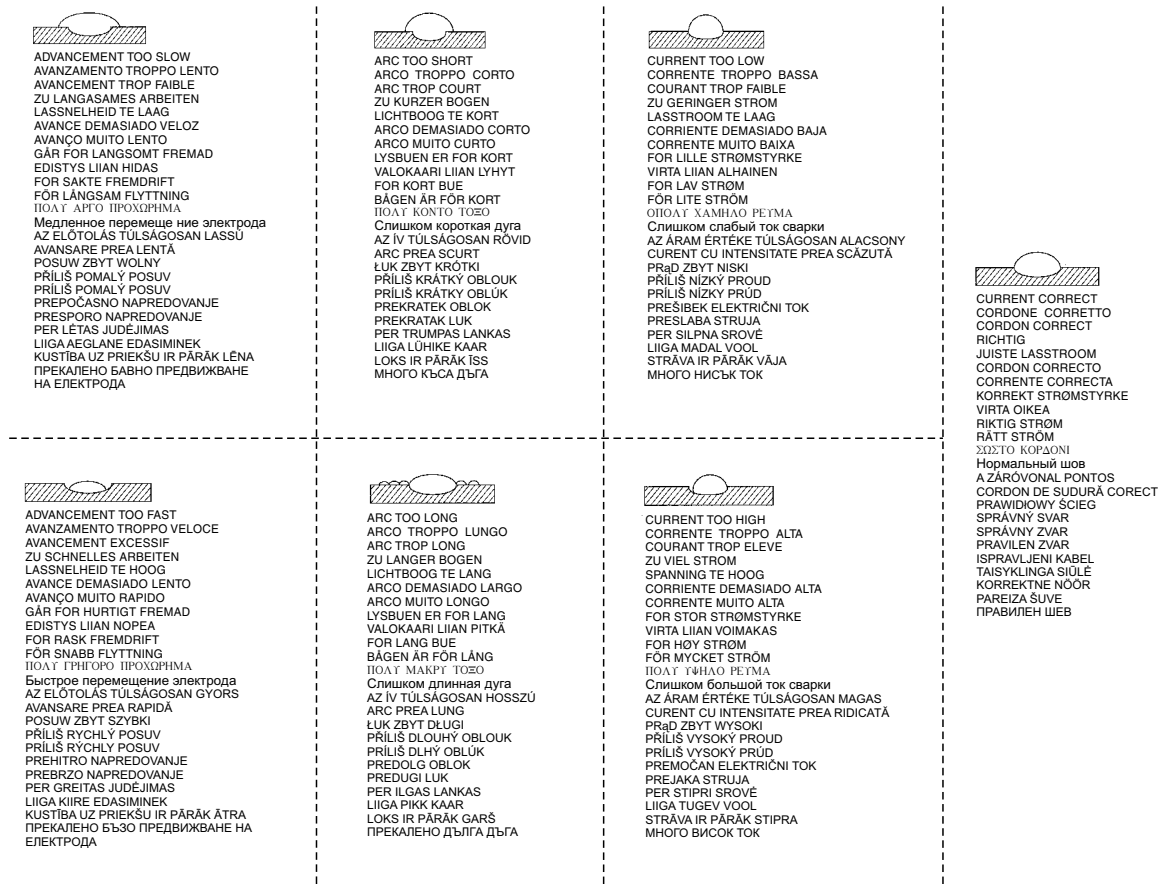 ADVANCEMENT TOO SLOW
AVANZAMENTO TROPPO LENTO
AVANCEMENT TROP FAIBLE
ZU LANGASAMES ARBEITEN
LASSNELHEID TE LAAG
AVANCE DEMASIADO VELOZ
AVANÇO MUITO LENTO
GÅR FOR LANGSOMT FREMAD
EDISTYS LIIAN HIDAS
FOR SAKTE FREMDRIFT
FÖR LÅNGSAM FLYTTNING
ΠΟΛΥ ΑΡΓΟ ΠΡΟΧΩΡΗΜΑ
Медленное перемеще ние электрода
AZ ELŐTOLÁS TÚLSÁGOSAN LASSÚ
AVANSARE PREA LENTĂ
POSUW ZBYT WOLNY
PŘÍLIŠ POMALÝ POSUV
PRÍLIŠ POMALÝ POSUV
PREPOČASNO NAPREDOVANJE
PRESPORO NAPREDOVANJE
PER LĖTAS JUDĖJIMAS
LIIGA AEGLANE EDASIMINEK
KUSTĪBA UZ PRIEKŠU IR PĀRĀK LĒNA
ПРЕКАЛЕНО БАВНО ПРЕДВИЖВАНЕ
НА ЕЛЕКТРОДА
ARC TOO SHORT
ARCO TROPPO CORTO
ARC TROP COURT
ZU KURZER BOGEN
LICHTBOOG TE KORT
ARCO DEMASIADO CORTO
ARCO MUITO CURTO
LYSBUEN ER FOR KORT
VALOKAARI LIIAN LYHYT
FOR KORT BUE
BÅGEN ÄR FÖR KORT
ΠΟΛΥ ΚΟΝΤΟ ΤΟΞΟ
Слишком короткая дуга
AZ ÍV TÚLSÁGOSAN RÖVID
ARC PREA SCURT
ŁUK ZBYT KRÓTKI
PŘÍLIŠ KRÁTKÝ OBLOUK
PRÍLIŠ KRÁTKY OBLÚK
PREKRATEK OBLOK
PREKRATAK LUK
PER TRUMPAS LANKAS
LIIGA LÜHIKE KAAR
LOKS IR PĀRĀK ĪSS
МНОГО КЪСА ДЪГА
CURRENT TOO LOW
CORRENTE TROPPO BASSA
COURANT TROP FAIBLE
ZU GERINGER STROM
LASSTROOM TE LAAG
CORRIENTE DEMASIADO BAJA
CORRENTE MUITO BAIXA
FOR LILLE STRØMSTYRKE
VIRTA LIIAN ALHAINEN
FOR LAV STRØM
FÖR LITE STRÖM
ΟΠΟΛΥ ΧΑΜΗΛΟ ΡΕΥΜΑ
Слишком слабый ток сварки
AZ ÁRAM ÉRTÉKE TÚLSÁGOSAN ALACSONY
CURENT CU INTENSITATE PREA SCĂZUTĂ
PRąD ZBYT NISKI
PŘÍLIŠ NÍZKÝ PROUD
PRÍLIŠ NÍZKY PRÚD
PREŠIBEK ELEKTRIČNI TOK
PRESLABA STRUJA
PER SILPNA SROVĖ
LIIGA MADAL VOOL
STRĀVA IR PĀRĀK VĀJA
МНОГО НИСЪК ТОК
ADVANCEMENT TOO FAST
AVANZAMENTO TROPPO VELOCE
AVANCEMENT EXCESSIF
ZU SCHNELLES ARBEITEN
LASSNELHEID TE HOOG
AVANCE DEMASIADO LENTO
AVANÇO MUITO RAPIDO
GÅR FOR HURTIGT FREMAD
EDISTYS LIIAN NOPEA
FOR RASK FREMDRIFT
FÖR SNABB FLYTTNING
ΠΟΛΥ ΓΡΗΓΟΡΟ ΠΡΟΧΩΡΗΜΑ
Быстрое перемещение электрода
AZ ELŐTOLÁS TÚLSÁGOSAN GYORS
AVANSARE PREA RAPIDĂ
POSUW ZBYT SZYBKI
PŘÍLIŠ RYCHLÝ POSUV
PRÍLIŠ RÝCHLY POSUV
PREHITRO NAPREDOVANJE
PREBRZO NAPREDOVANJE
PER GREITAS JUDĖJIMAS
LIIGA KIIRE EDASIMINEK
KUSTĪBA UZ PRIEKŠU IR PĀRĀK ĀTRA
ПРЕКАЛЕНО БЪЗО ПРЕДВИЖВАНЕ НА
ЕЛЕКТРОДА
ARC TOO LONG
ARCO TROPPO LUNGO
ARC TROP LONG
ZU LANGER BOGEN
LICHTBOOG TE LANG
ARCO DEMASIADO LARGO
ARCO MUITO LONGO
LYSBUEN ER FOR LANG
VALOKAARI LIIAN PITKÄ
FOR LANG BUE
BÅGEN ÄR FÖR LÅNG
ΠΟΛΥ ΜΑΚΡΥ ΤΟΞΟ
Слишком длинная дуга
AZ ÍV TÚLSÁGOSAN HOSSZÚ
ARC PREA LUNG
ŁUK ZBYT DŁUGI
PŘÍLIŠ DLOUHÝ OBLOUK
PRÍLIŠ DLHÝ OBLÚK
PREDOLG OBLOK
PREDUGI LUK
PER ILGAS LANKAS
LIIGA PIKK KAAR
LOKS IR PĀRĀK GARŠ
ПРЕКАЛЕНО ДЪЛГА ДЪГА
CURRENT TOO HIGH
CORRENTE TROPPO ALTA
COURANT TROP ELEVE
ZU VIEL STROM
SPANNING TE HOOG
CORRIENTE DEMASIADO ALTA
CORRENTE MUITO ALTA
FOR STOR STRØMSTYRKE
VIRTA LIIAN VOIMAKAS
FOR HØY STRØM
FÖR MYCKET STRÖM
ΠΟΛΥ ΥΨΗΛΟ ΡΕΥΜΑ
Слишком большой ток сварки
AZ ÁRAM ÉRTÉKE TÚLSÁGOSAN MAGAS
CURENT CU INTENSITATE PREA RIDICATĂ
PRąD ZBYT WYSOKI
PŘÍLIŠ VYSOKÝ PROUD
PRÍLIŠ VYSOKÝ PRÚD
PREMOČAN ELEKTRIČNI TOK
PREJAKA STRUJA
PER STIPRI SROVĖ
LIIGA TUGEV VOOL
STRĀVA IR PĀRĀK STIPRA
МНОГО ВИСОК ТОК
CURRENT CORRECT
CORDONE CORRETTO
CORDON CORRECT
RICHTIG
JUISTE LASSTROOM
CORDON CORRECTO
CORRENTE CORRECTA
KORREKT STRØMSTYRKE
VIRTA OIKEA
RIKTIG STRØM
RÄTT STRÖM
ΣΩΣΤΟ ΚΟΡΔΟΝΙ
Нормальный шов
A ZÁRÓVONAL PONTOS
CORDON DE SUDURĂ CORECT
PRAWIDłOWY ŚCIEG
SPRÁVNÝ SVAR
SPRÁVNY ZVAR
PRAVILEN ZVAR
ISPRAVLJENI KABEL
TAISYKLINGA SIŪLĖ
KORREKTNE NÖÖR
PAREIZA ŠUVE
ПРАВИЛЕН ШЕВ